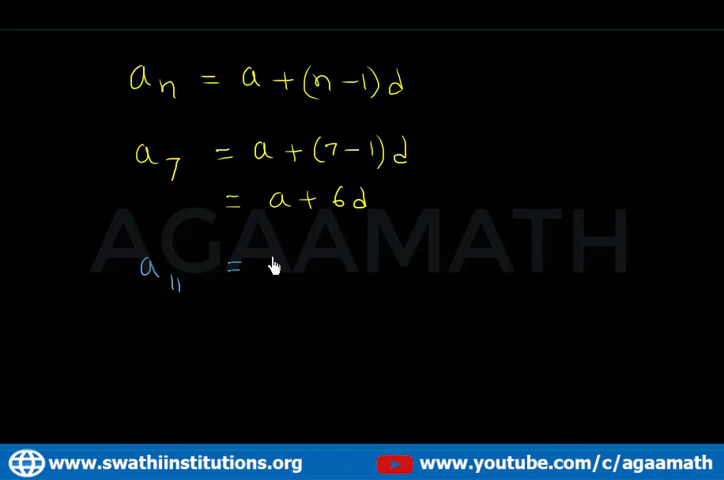 aₙ = a + (n - 1) d
a₇ = a + (7 - 1) d
= a + 6d
AGAAMATH
a₁₁ =
www.swathiinstitutions.org
www.youtube.com/c/agaamath